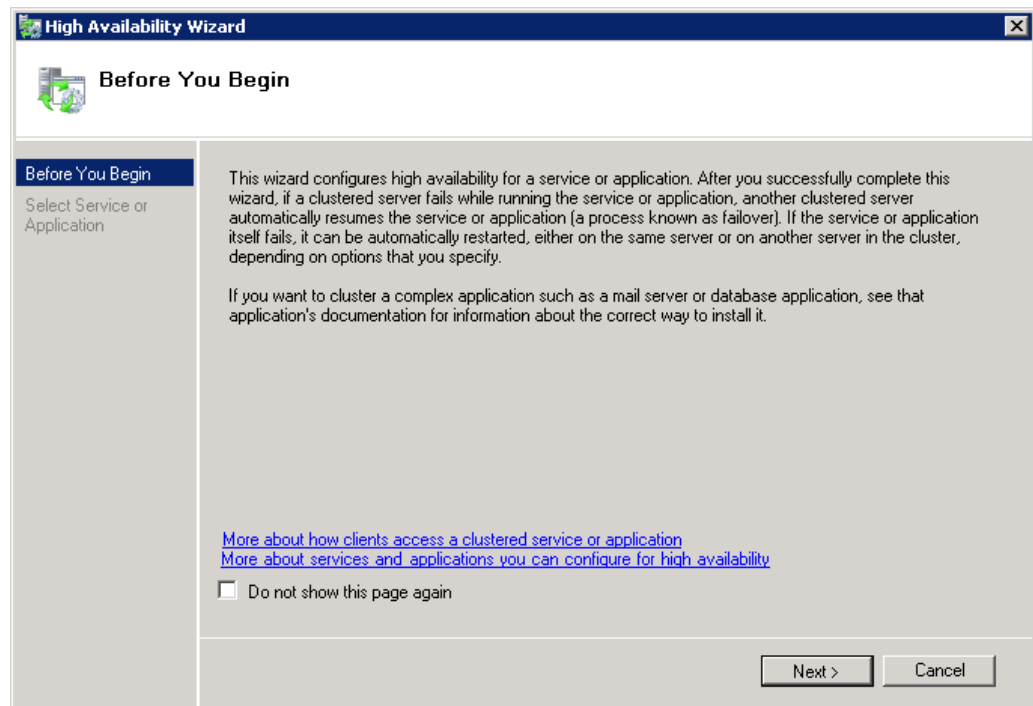 High Availability Wizard
Before You Begin
Before You Begin
Select Service or
Application
This wizard configures high availability for a service or application. After you successfully complete this
wizard, if a clustered server fails while running the service or application, another clustered server
automatically resumes the service or application (a process known as failover). If the service or application
itself fails, it can be automatically restarted, either on the same server or on another server in the cluster,
depending on options that you specify.
If you want to cluster a complex application such as a mail server or database application, see that
application's documentation for information about the correct way to install it.
More about how clients access a clustered service or application
More about services and applications you can configure for high availability
Do not show this page again
Next >
Cancel